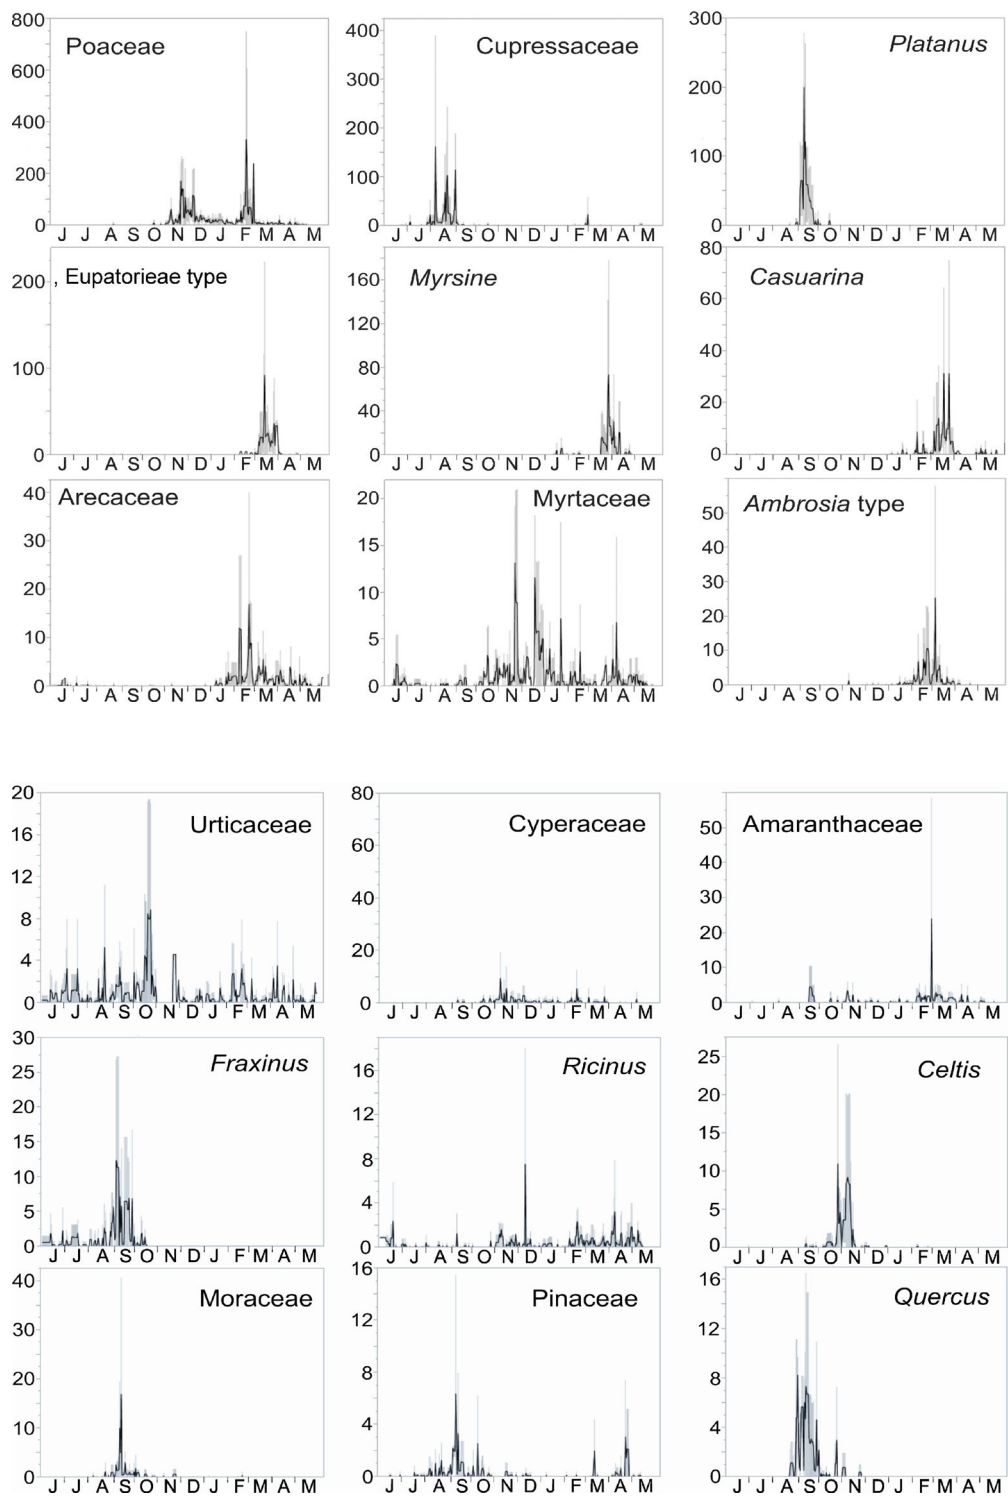 800
600
400
200
0
Poaceae
J J A S O N D J F M A M
400
300
200
100
0
Cupressaceae
J J A S O N D J F M A M
300
200
100
0
Platanus
J J A S O N D J F M A M
200
100
0
, Eupatorieae type
J J A S O N D J F M A M
160
120
80
40
0
Myrsine
J J A S O N D J F M A M
80
60
40
20
0
Casuarina
J J A S O N D J F M A M
40
30
20
10
0
Arecaceae
J J A S O N D J F M A M
20
15
10
5
0
Myrtaceae
J J A S O N D J F M A M
50
40
30
20
10
0
Ambrosia type
J J A S O N D J F M A M
20
16
12
8
4
0
Urticaceae
J J A S O N D J F M A M
80
60
40
20
0
Cyperaceae
J J A S O N D J F M A M
50
40
30
20
10
0
Amaranthaceae
J J A S O N D J F M A M
30
25
20
15
10
5
0
Fraxinus
J J A S O N D J F M A M
16
12
8
4
0
Ricinus
J J A S O N D J F M A M
25
20
15
10
5
0
Celtis
J J A S O N D J F M A M
40
30
20
10
0
Moraceae
J J A S O N D J F M A M
16
12
8
4
0
Pinaceae
J J A S O N D J F M A M
16
12
8
4
0
Quercus
J J A S O N D J F M A M